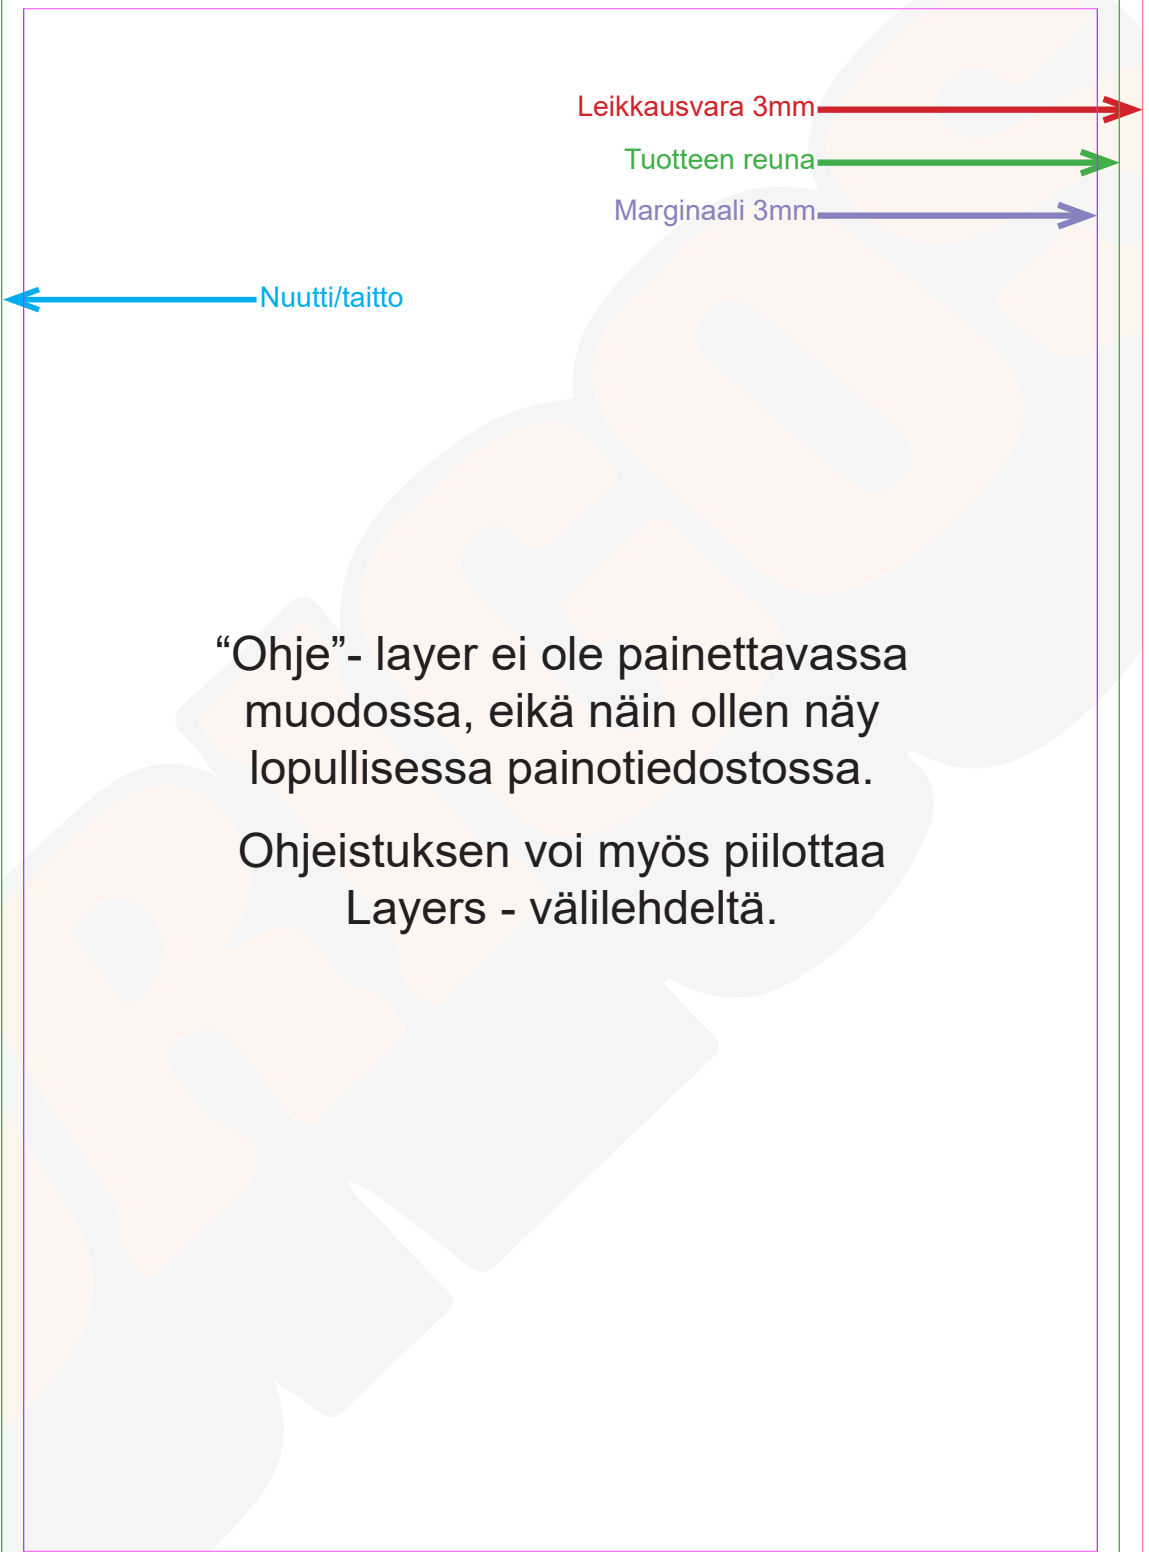 Leikkausvara 3mm
Tuotteen reuna
Marginaali 3mm
Nuutti/taitto
“Ohje”- layer ei ole painettavassa
muodossa, eikä näin ollen näy
lopullisessa painotiedostossa.
Ohjeistuksen voi myös piilottaa
Layers - välilehdeltä.